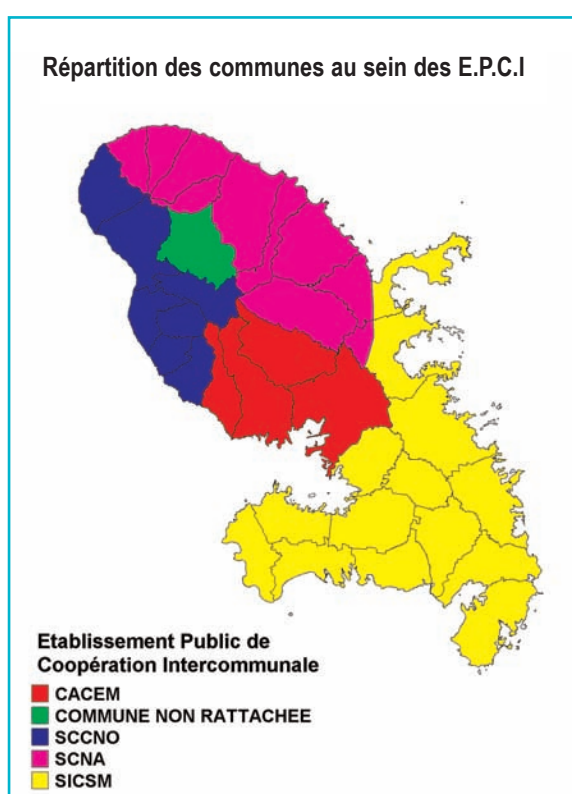 Répartition des communes au sein des E.P.C.I
Etablissement Public de
Coopération Intercommunale
CACEM
COMMUNE NON RATTACHEE
SCCNO
SCNA
SICSM